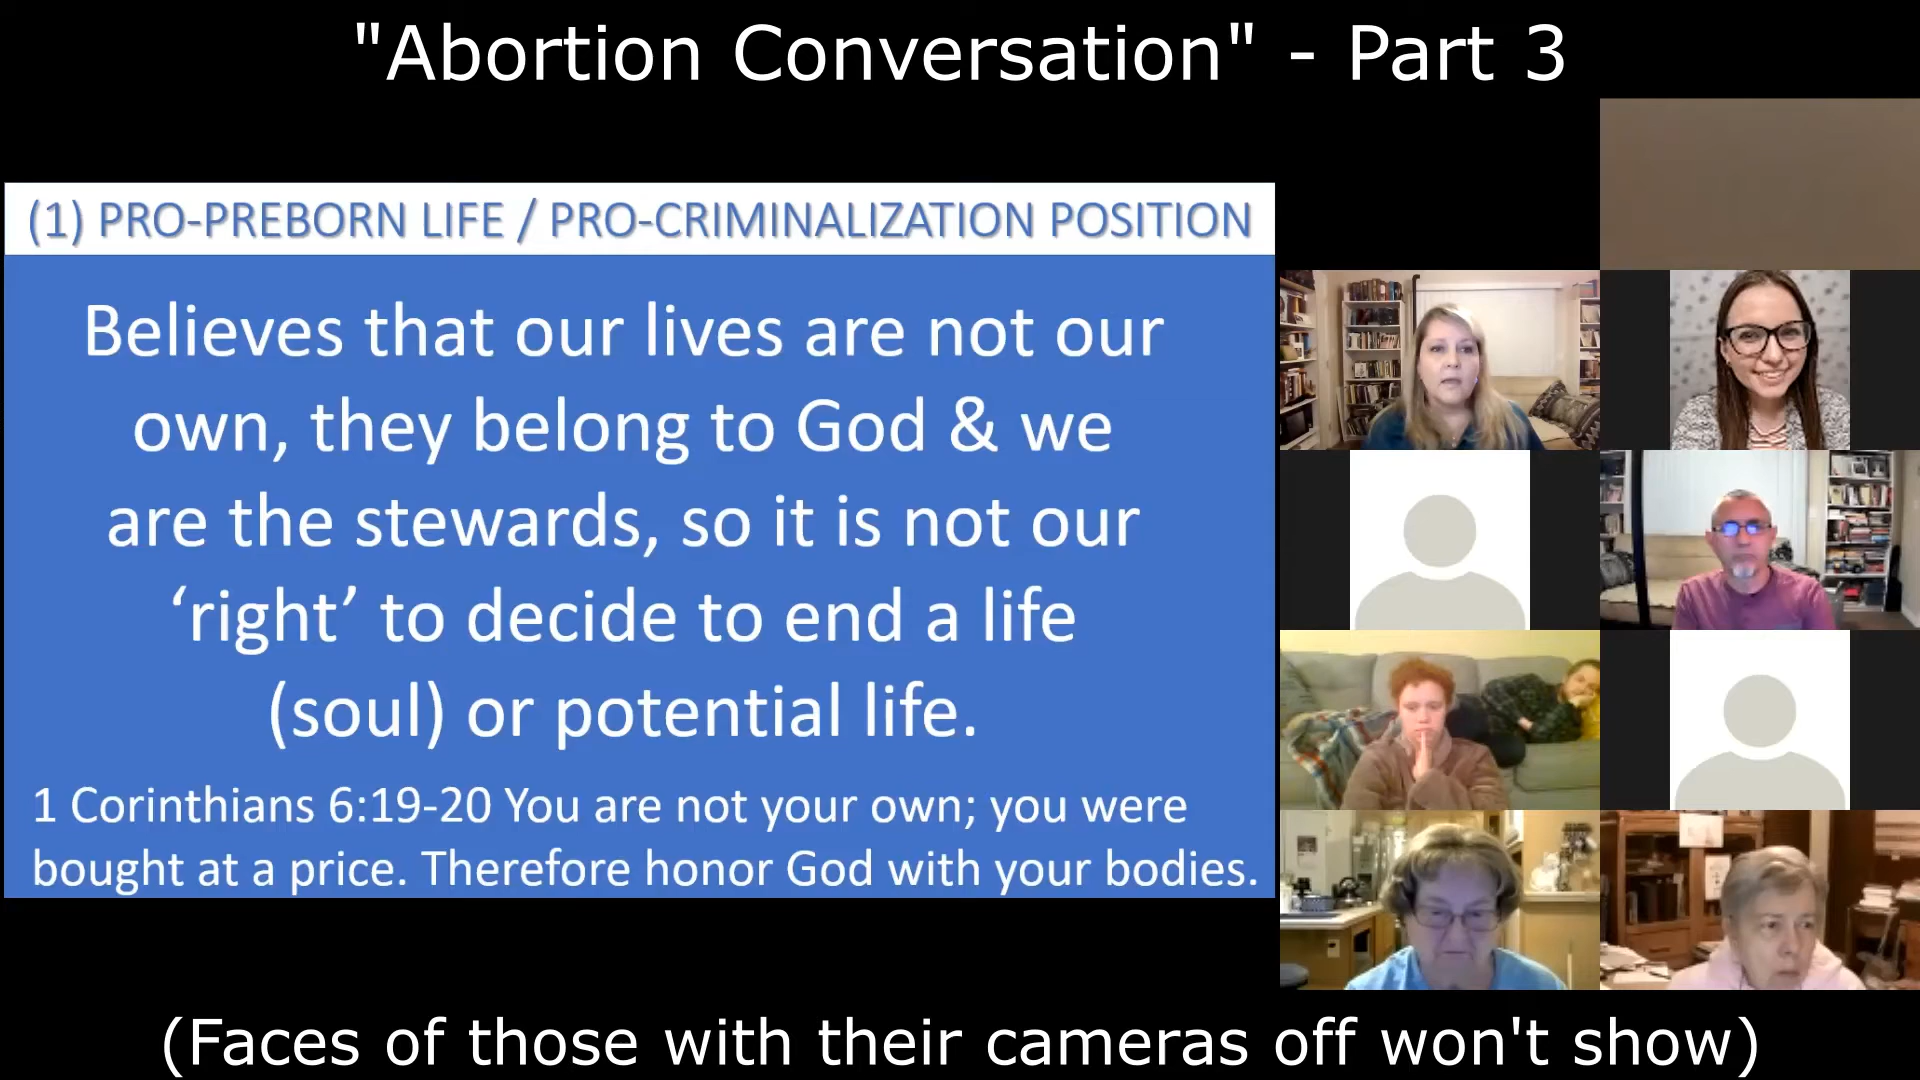 "Abortion Conversation" - Part 3
(1) PRO-PREBORN LIFE / PRO-CRIMINALIZATION POSITION
Believes that our lives are not our
own, they belong to God & we
are the stewards, so it is not our
‘right’ to decide to end a life
(soul) or potential life.
1 Corinthians 6:19-20 You are not your own; you were
bought at a price. Therefore honor God with your bodies.
(Faces of those with their cameras off won't show)